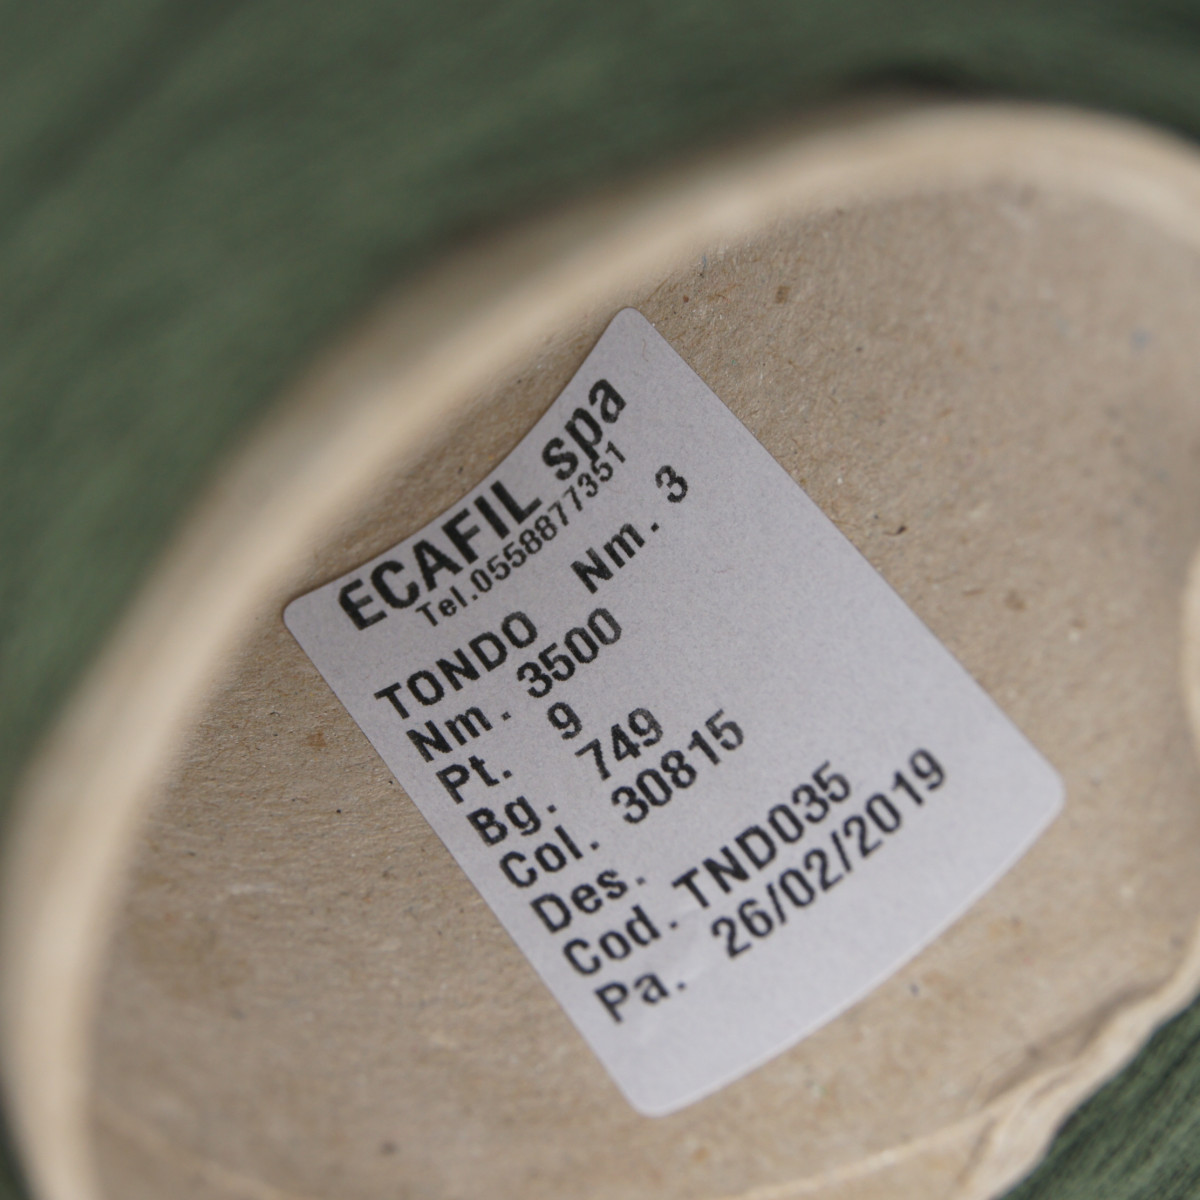 ECAFIL spa
Tel.0558877351
TONDO Nm. 3
Nm. 3500
Pt. 9
Bg. 749
Col. 30815
Des.
Cod. TND035
Pa. 26/02/2019